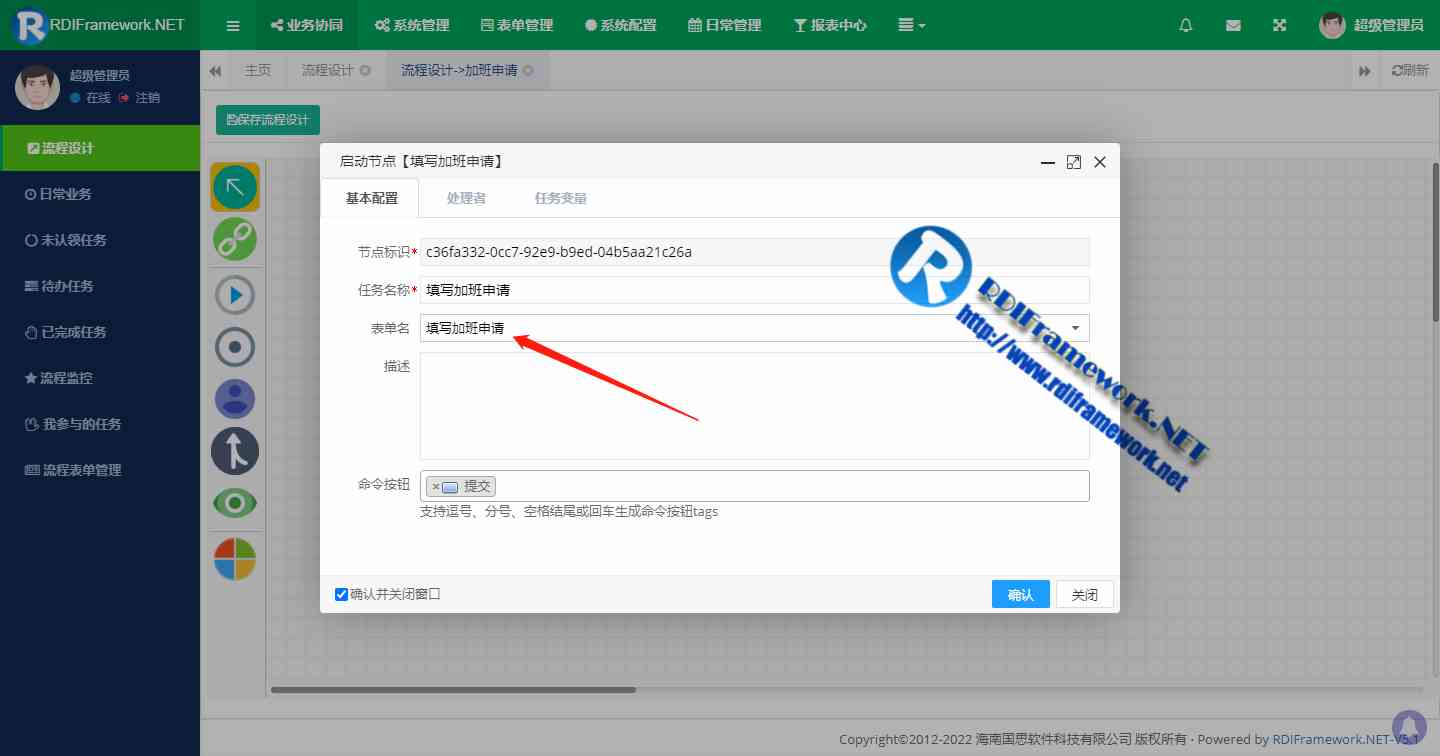 RDIFramework.NET
业务协同
系统管理
表单管理
系统配置
日常管理
报表中心
超级管理员
超级管理员
在线
注销
主页
流程设计
流程设计->加班申请
刷新
保存流程设计
流程设计
日常业务
未认领任务
待办任务
已完成任务
流程监控
我参与的任务
流程表单管理
启动节点【填写加班申请】
基本配置
处理者
任务变量
节点标识* c36fa332-0cc7-92e9-b9ed-04b5aa21c26a
任务名称* 填写加班申请
表单名 填写加班申请
描述
命令按钮 × 提交
支持逗号、分号、空格结尾或回车生成命令按钮tags
确认并关闭窗口
确认
关闭
RDIFramework.NET
http://www.rdiframework.net
Copyright©2012-2022 海南国思软件科技有限公司 版权所有 · Powered by RDIFramework.NET-V5.1